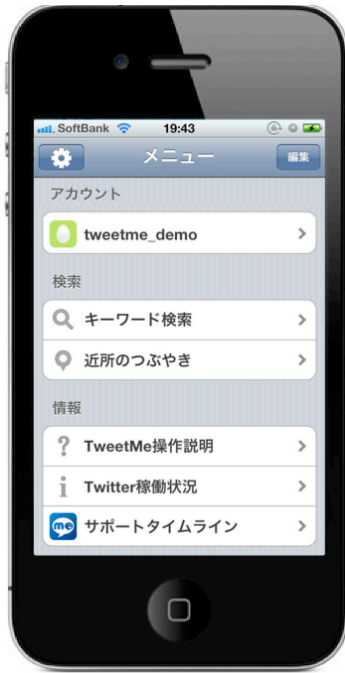 SoftBank 19:43
メニュー
編集
アカウント
tweetme_demo
検索
キーワード検索
近所のつぶやき
情報
? TweetMe操作説明
i Twitter稼働状況
me サポートタイムライン